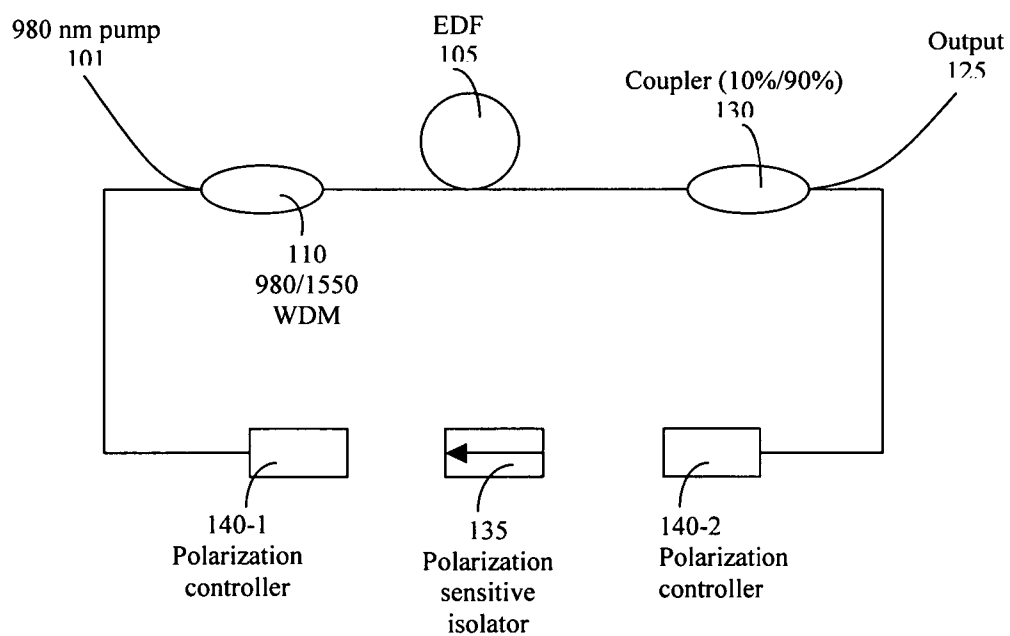 980 nm pump
101
EDF
105
Coupler (10%/90%)
130
Output
125
110
980/1550
WDM
140-1
Polarization
controller
135
Polarization
sensitive
isolator
140-2
Polarization
controller